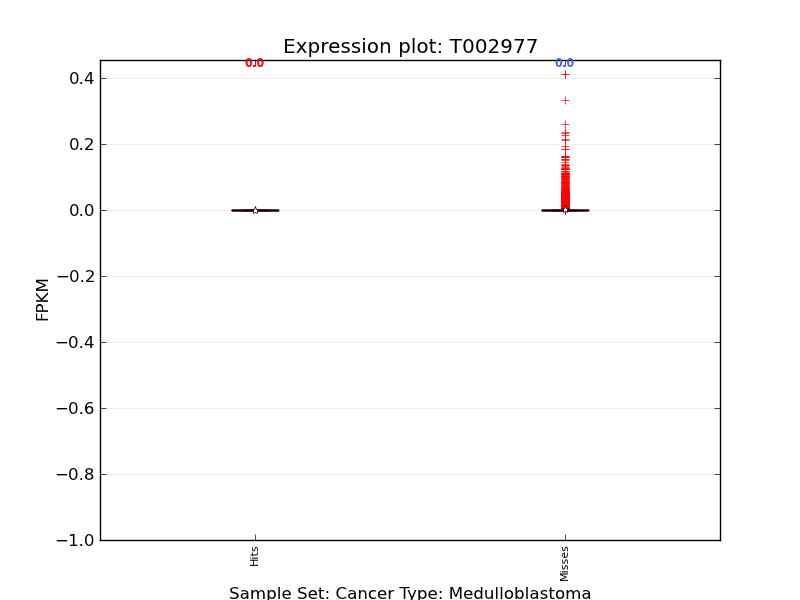 Expression plot: T002977
0.0
0.0
0.4
0.2
0.0
−0.2
−0.4
−0.6
−0.8
−1.0
FPKM
Hits
Misses
Sample Set: Cancer Type: Medulloblastoma